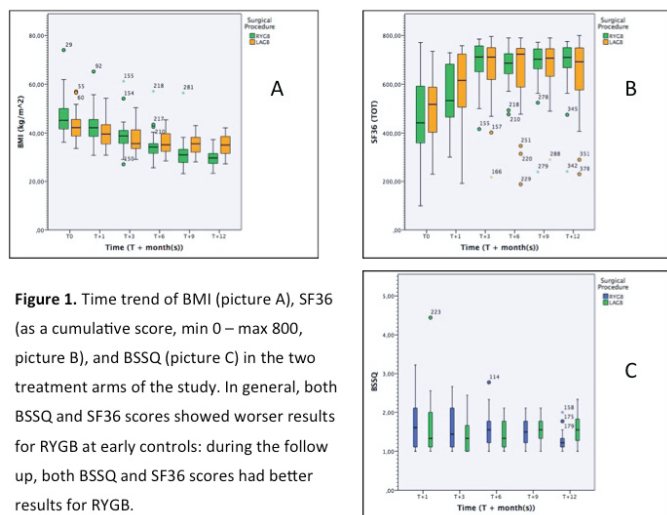 Surgical
Procedure
RYGB
LAGB
A
BMI (kg/m^2)
80,00
60,00
40,00
20,00
,00
29
55
60
92
155
154
150
218
217
281
T0
T+1
T+3
T+6
T+9
T+12
Time (T + month(s))
Surgical
Procedure
RYGB
LAGB
B
SF36 (TOT)
800,00
600,00
400,00
200,00
,00
155
157
166
218
210
251
220
229
276
279
288
345
342
351
378
T0
T+1
T+3
T+6
T+9
T+12
Time (T + month(s))
Figure 1. Time trend of BMI (picture A), SF36
(as a cumulative score, min 0 – max 800,
picture B), and BSSQ (picture C) in the two
treatment arms of the study. In general, both
BSSQ and SF36 scores showed worser results
for RYGB at early controls: during the follow
up, both BSSQ and SF36 scores had better
results for RYGB.
Surgical
Procedure
RYGB
LAGB
C
BSSQ
5,00
4,00
3,00
2,00
1,00
,00
223
114
158
175
179
T+1
T+3
T+6
T+9
T+12
Time (T + month(s))